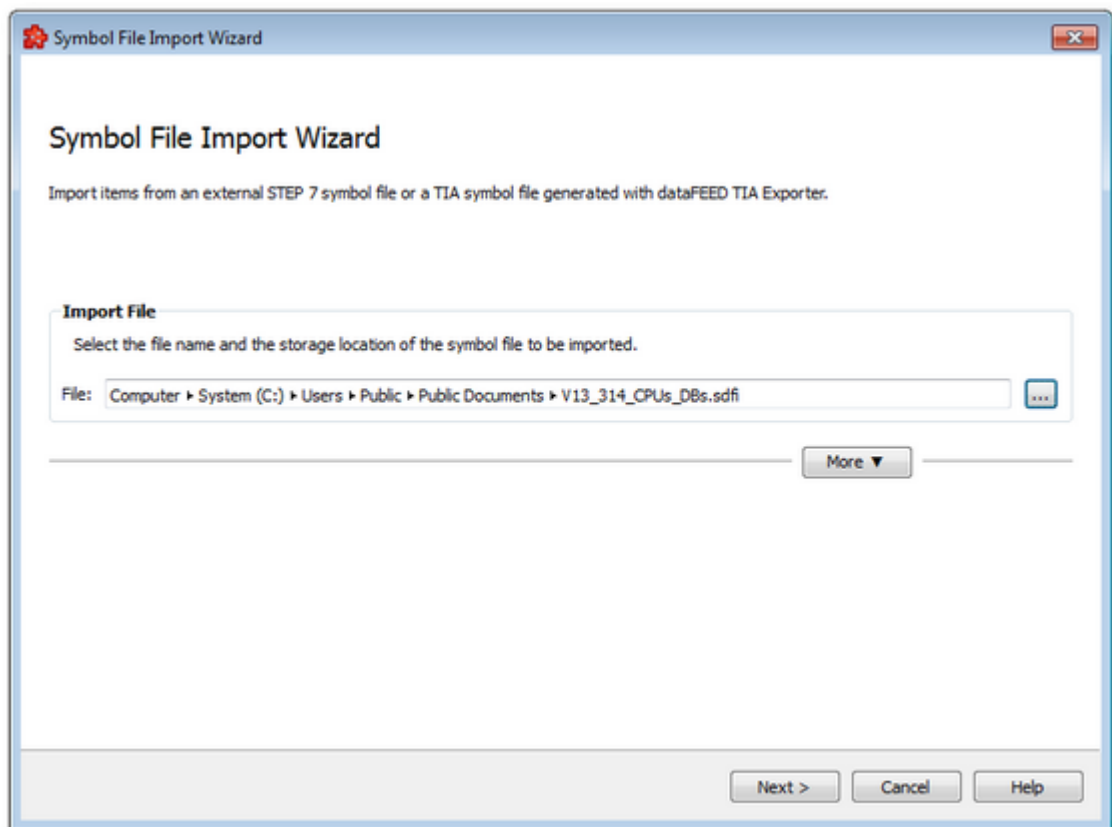 Symbol File Import Wizard
Symbol File Import Wizard
Import items from an external STEP 7 symbol file or a TIA symbol file generated with dataFEED TIA Exporter.
Import File
Select the file name and the storage location of the symbol file to be imported.
File: Computer ▸ System (C:) ▸ Users ▸ Public ▸ Public Documents ▸ V13_314_CPUs_DBs.sdfi ...
More ▼
Next > Cancel Help